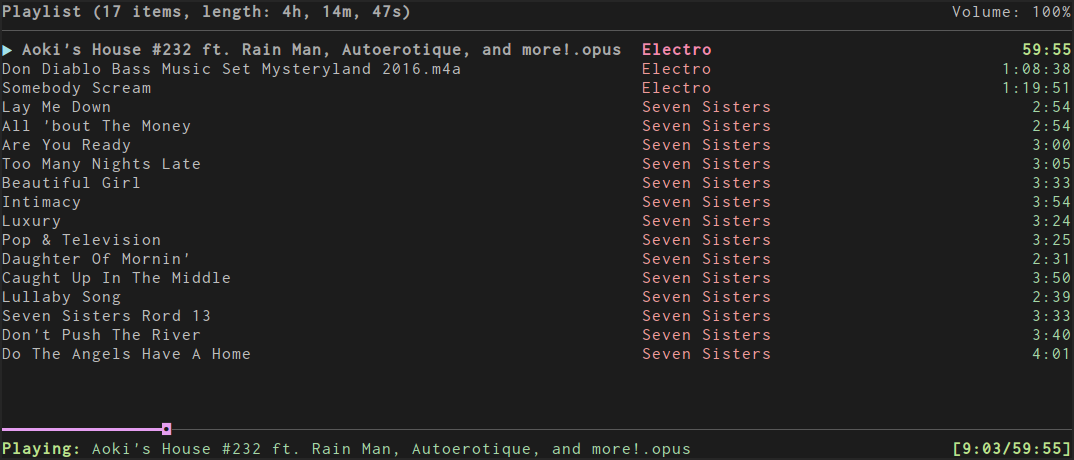 Playlist (17 items, length: 4h, 14m, 47s) Volume: 100%
▶ Aoki's House #232 ft. Rain Man, Autoerotique, and more!.opus Electro 59:55
Don Diablo Bass Music Set Mysteryland 2016.m4a Electro 1:08:38
Somebody Scream Electro 1:19:51
Lay Me Down Seven Sisters 2:54
All 'bout The Money Seven Sisters 2:54
Are You Ready Seven Sisters 3:00
Too Many Nights Late Seven Sisters 3:05
Beautiful Girl Seven Sisters 3:33
Intimacy Seven Sisters 3:54
Luxury Seven Sisters 3:24
Pop & Television Seven Sisters 3:25
Daughter Of Mornin' Seven Sisters 2:31
Caught Up In The Middle Seven Sisters 3:50
Lullaby Song Seven Sisters 2:39
Seven Sisters Rord 13 Seven Sisters 3:33
Don't Push The River Seven Sisters 3:40
Do The Angels Have A Home Seven Sisters 4:01
Playing: Aoki's House #232 ft. Rain Man, Autoerotique, and more!.opus [9:03/59:55]